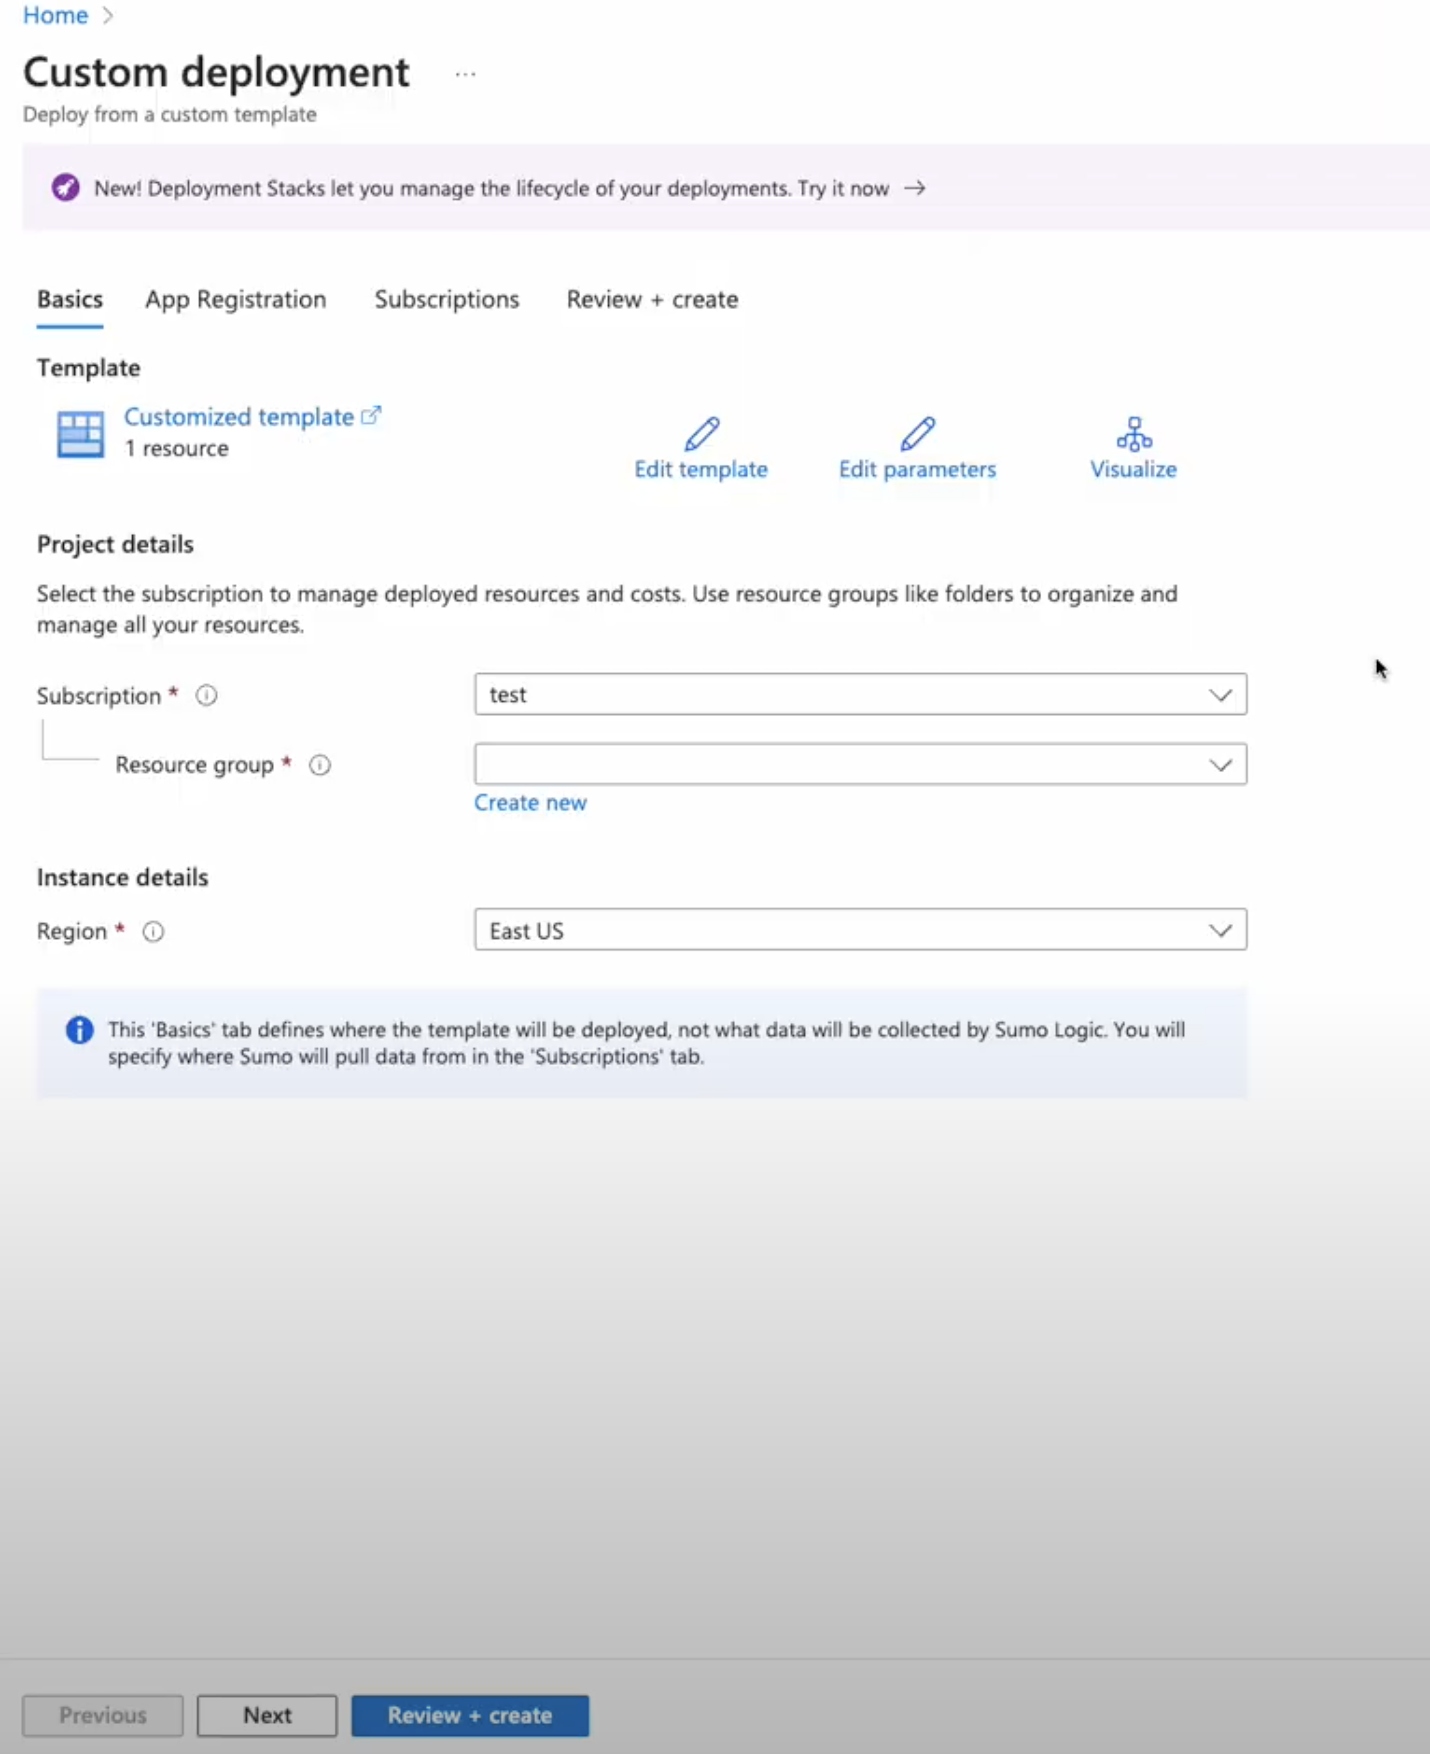 Home
Custom deployment ...
Deploy from a custom template
New! Deployment Stacks let you manage the lifecycle of your deployments. Try it now →
Basics App Registration Subscriptions Review + create
Template
Customized template
1 resource
Edit template Edit parameters Visualize
Project details
Select the subscription to manage deployed resources and costs. Use resource groups like folders to organize and
manage all your resources.
Subscription * test
Resource group *
Create new
Instance details
Region * East US
This 'Basics' tab defines where the template will be deployed, not what data will be collected by Sumo Logic. You will
specify where Sumo will pull data from in the 'Subscriptions' tab.
Previous Next Review + create